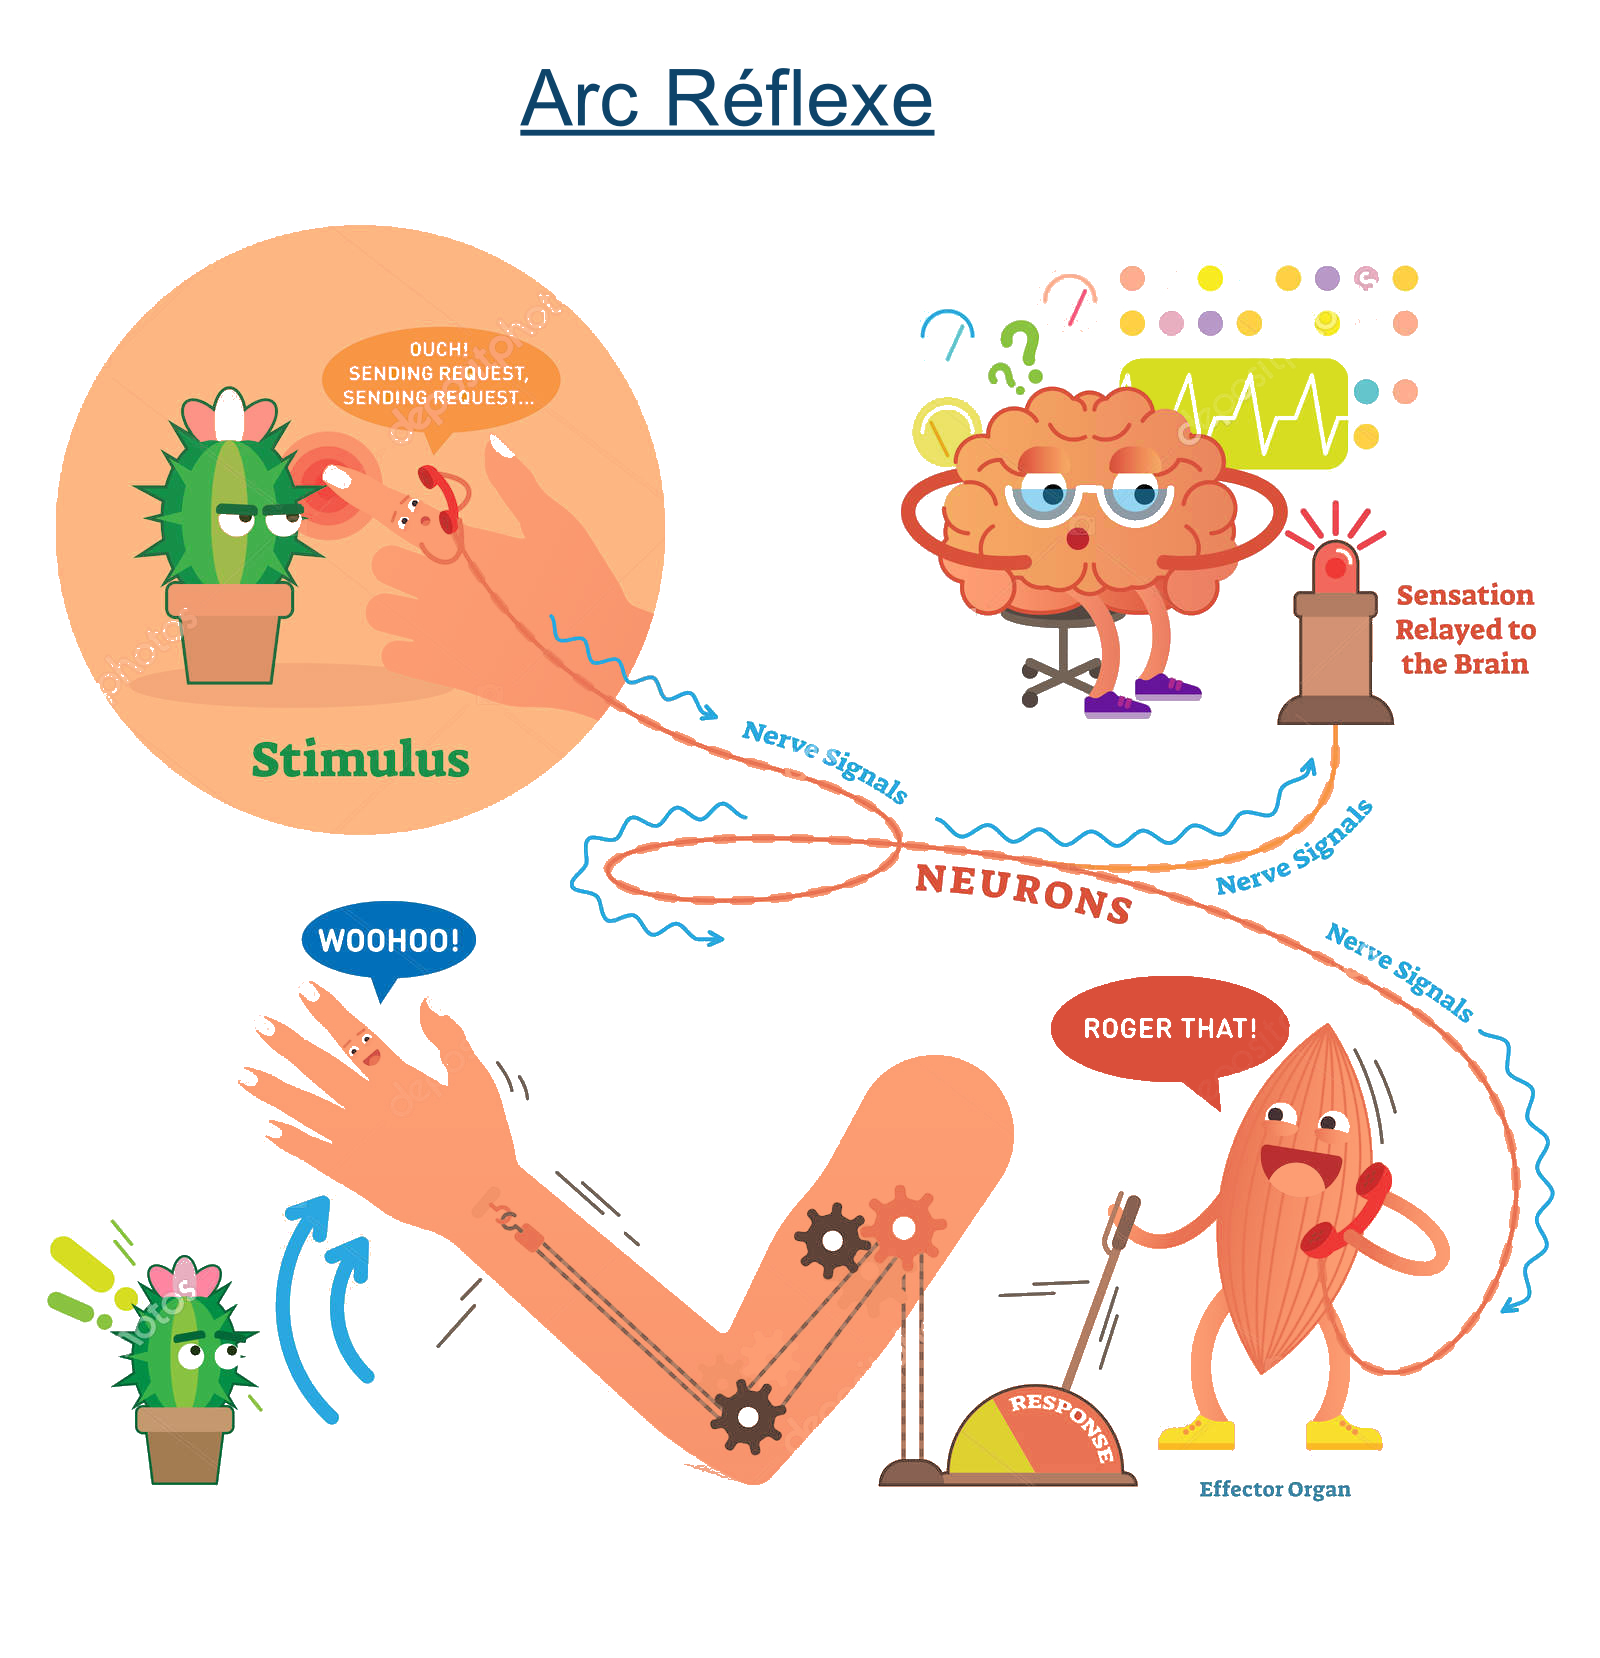 Arc Réflexe
OUCH!
SENDING REQUEST,
SENDING REQUEST...
Stimulus
Sensation
Relayed to
the Brain
Nerve Signals
Nerve Signals
NEURONS
Nerve Signals
WOOHOO!
ROGER THAT!
RESPONSE
Effector Organ
depositphotos